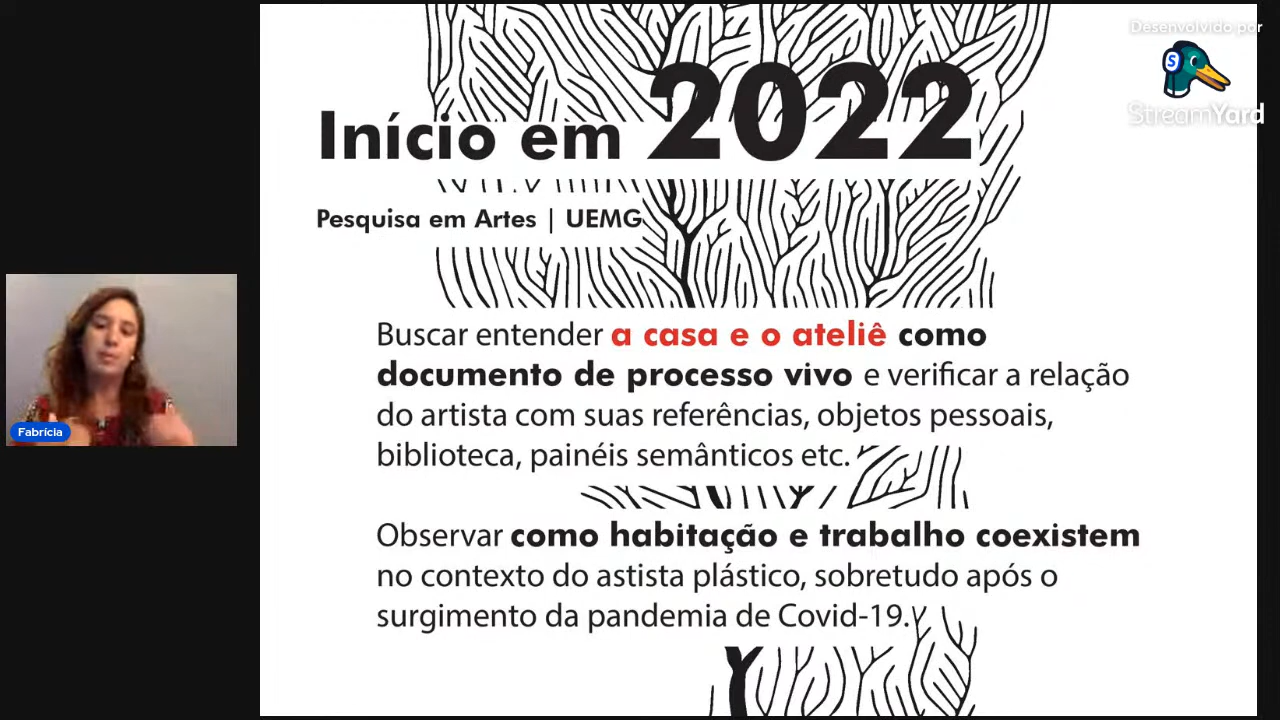 Desenvolvido por
StreamYard
Início em 2022
Pesquisa em Artes | UEMG
Buscar entender a casa e o ateliê como
documento de processo vivo e verificar a relação
do artista com suas referências, objetos pessoais,
biblioteca, painéis semânticos etc.
Observar como habitação e trabalho coexistem
no contexto do astista plástico, sobretudo após o
surgimento da pandemia de Covid-19.
Fabrícia